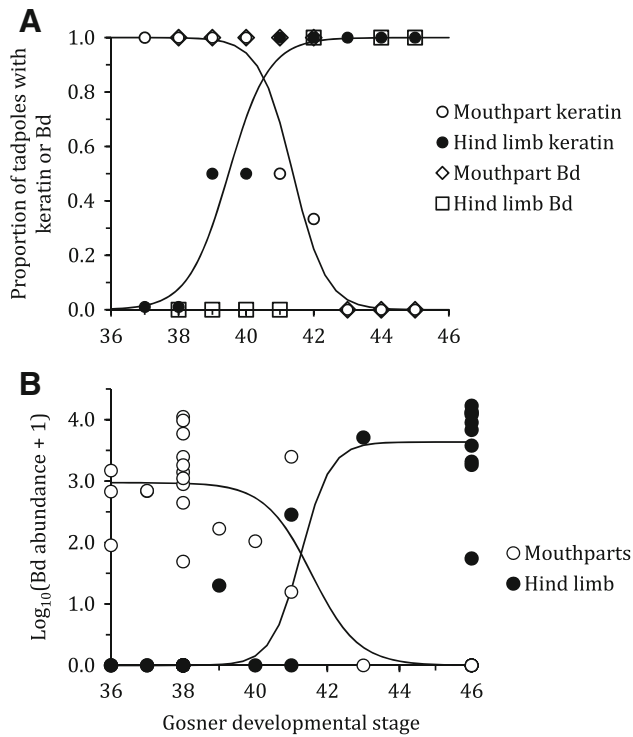 A
Proportion of tadpoles with
keratin or Bd
1.0
0.8
0.6
0.4
0.2
0.0
36 38 40 42 44 46
Mouthpart keratin
Hind limb keratin
Mouthpart Bd
Hind limb Bd
B
Log10(Bd abundance + 1)
4.0
3.0
2.0
1.0
0.0
36 38 40 42 44 46
Mouthparts
Hind limb
Gosner developmental stage